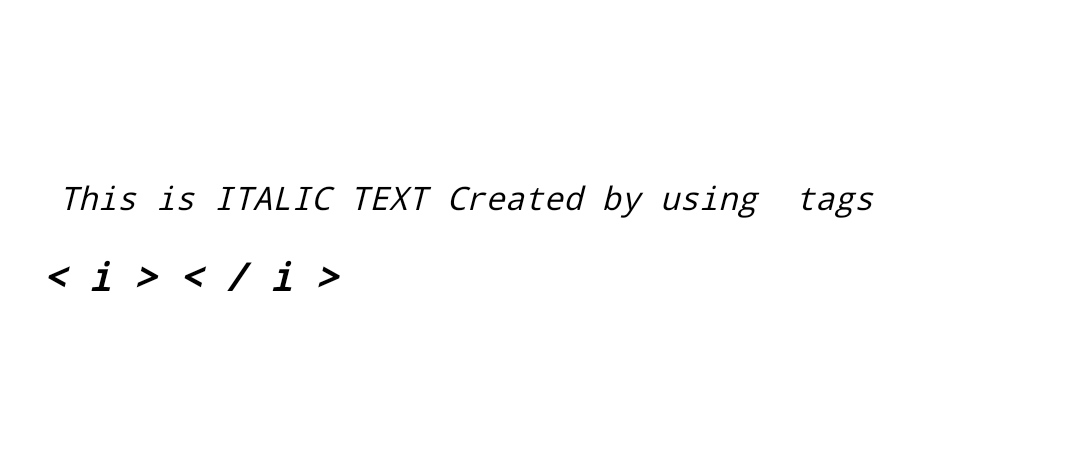 This is ITALIC TEXT Created by using  tags
< i > < / i >